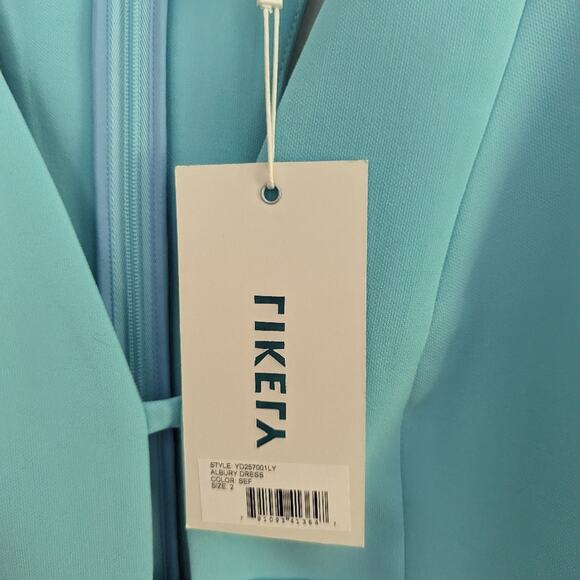 LIKELY
STYLE: YD257001LY
ALBURY DRESS
COLOR: SEF
SIZE: 2